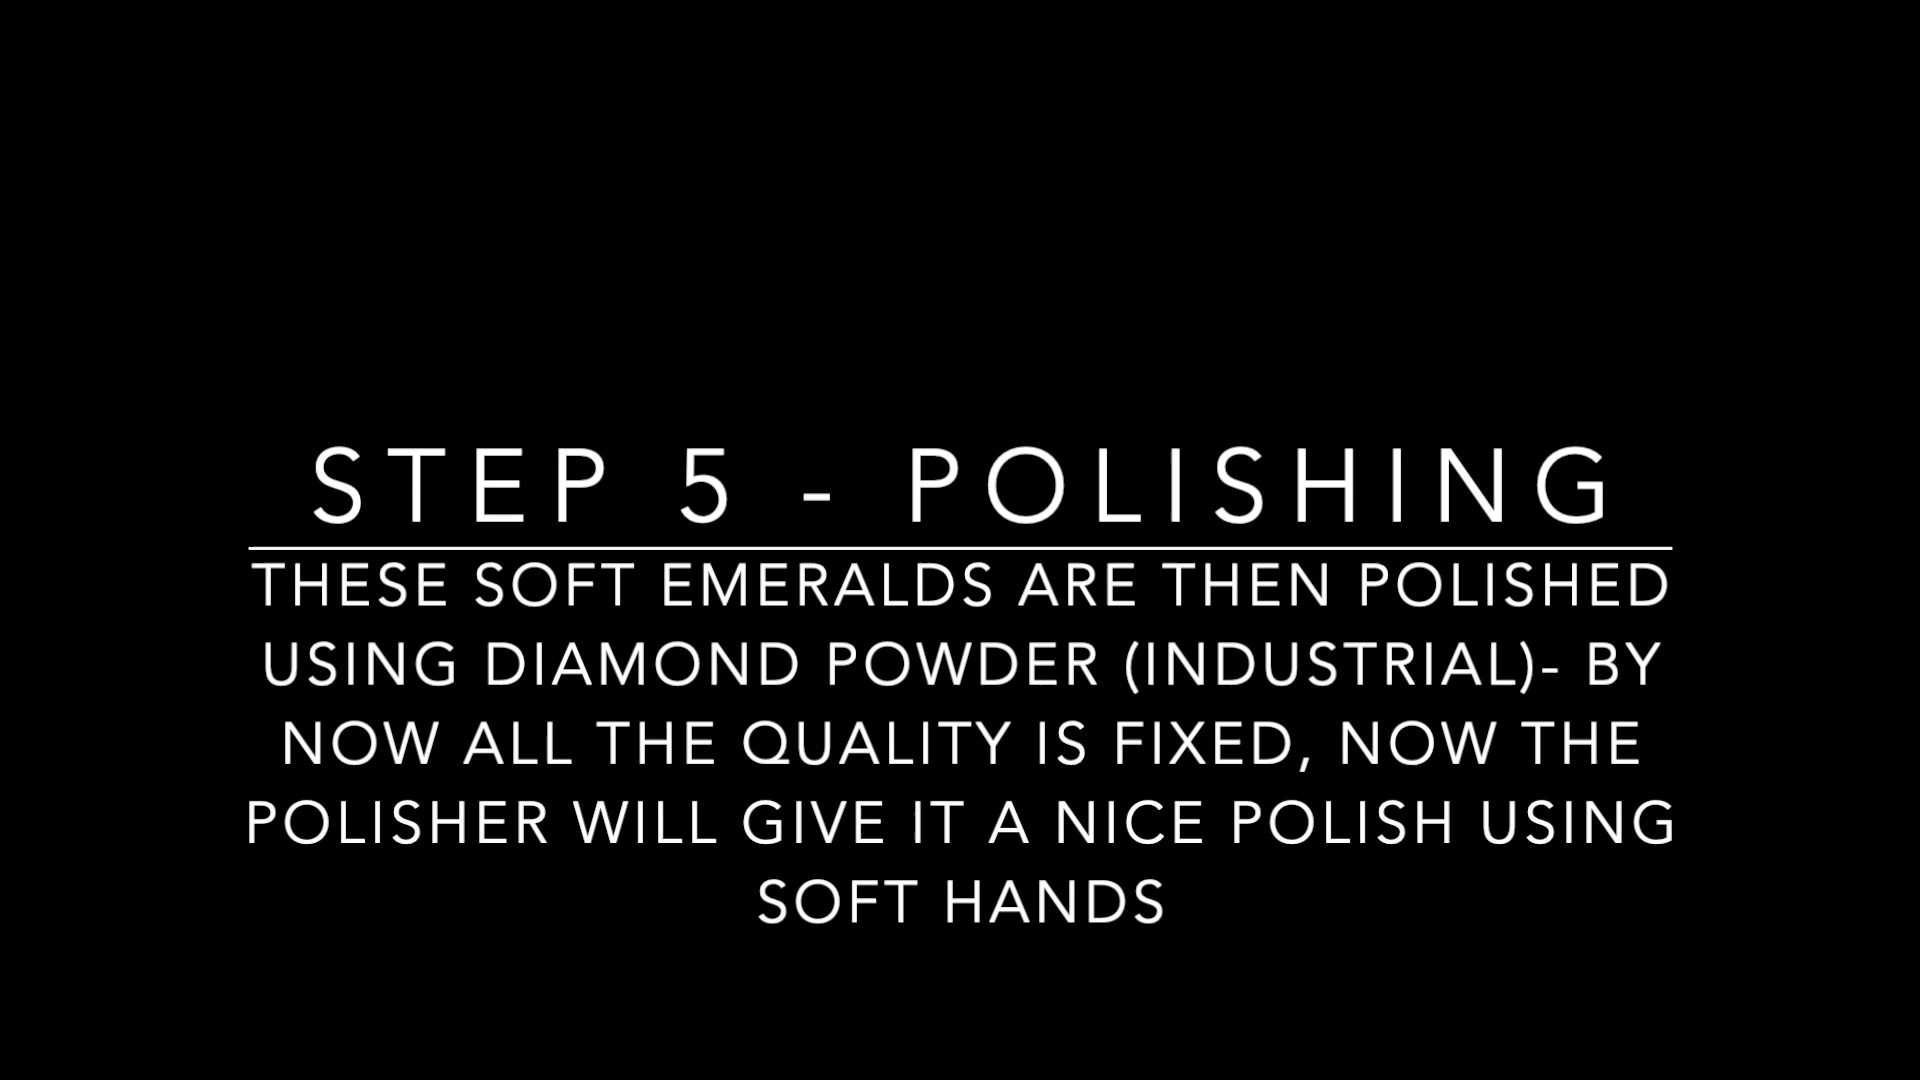 STEP 5 - POLISHING
THESE SOFT EMERALDS ARE THEN POLISHED
USING DIAMOND POWDER (INDUSTRIAL)- BY
NOW ALL THE QUALITY IS FIXED, NOW THE
POLISHER WILL GIVE IT A NICE POLISH USING
SOFT HANDS